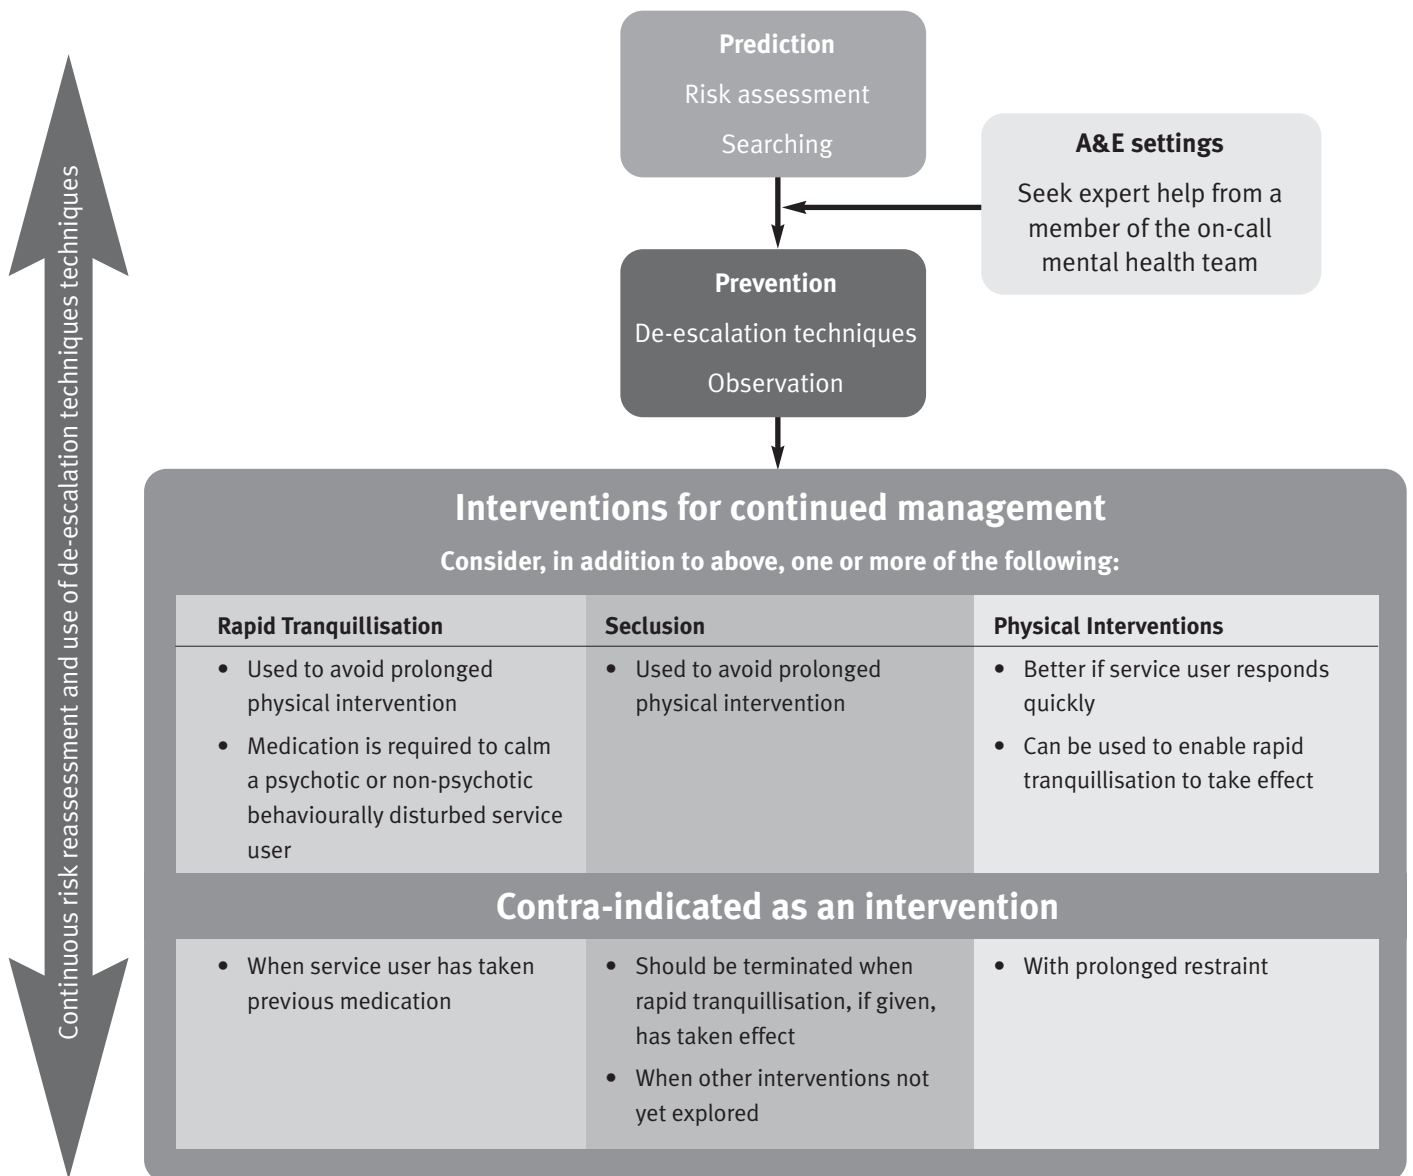 Prediction
Risk assessment
Searching
A&E settings
Seek expert help from a
member of the on-call
mental health team
Prevention
De-escalation techniques
Observation
Continuous risk reassessment and use of de-escalation techniques techniques
Interventions for continued management
Consider, in addition to above, one or more of the following:
Rapid Tranquillisation
• Used to avoid prolonged
physical intervention
• Medication is required to calm
a psychotic or non-psychotic
behaviourally disturbed service
user
Seclusion
• Used to avoid prolonged
physical intervention
Physical Interventions
• Better if service user responds
quickly
• Can be used to enable rapid
tranquillisation to take effect
Contra-indicated as an intervention
• When service user has taken
previous medication
• Should be terminated when
rapid tranquillisation, if given,
has taken effect
• When other interventions not
yet explored
• With prolonged restraint